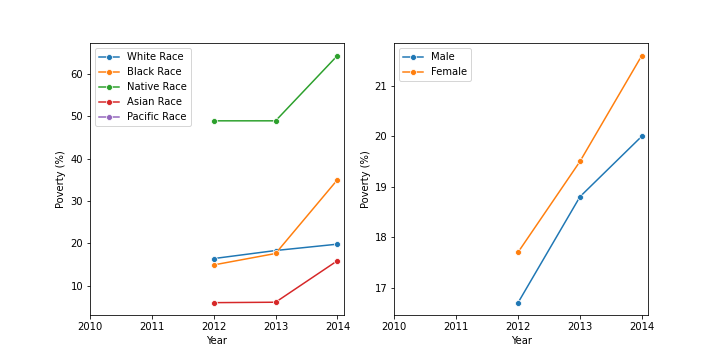 White Race
Black Race
Native Race
Asian Race
Pacific Race
Poverty (%)
60
50
40
30
20
10
2010 2011 2012 2013 2014
Year
Male
Female
Poverty (%)
21
20
19
18
17
2010 2011 2012 2013 2014
Year